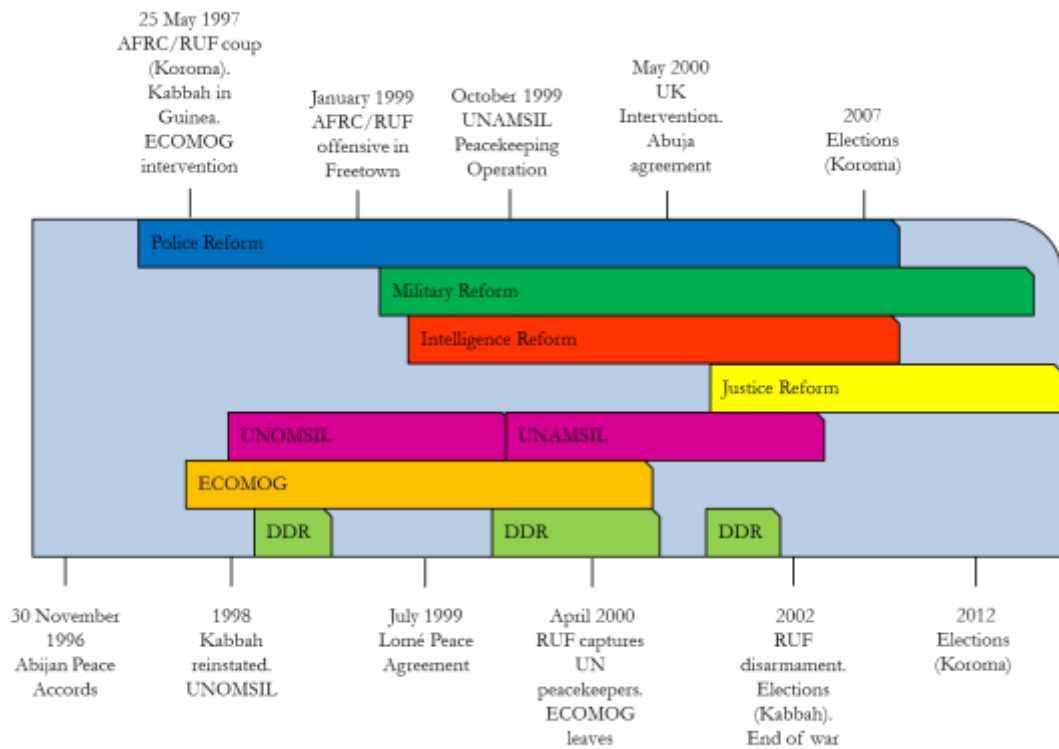 25 May 1997
AFRC/RUF coup
(Koroma).
Kabbah in
Guinea.
ECOMOG
intervention
January 1999
AFRC/RUF
offensive in
Freetown
October 1999
UNAMSIL
Peacekeeping
Operation
May 2000
UK
Intervention.
Abuja
agreement
2007
Elections
(Koroma)
Police Reform
Military Reform
Intelligence Reform
Justice Reform
UNOMSIL
UNAMSIL
ECOMOG
DDR
DDR
DDR
30 November
1996
Abijan Peace
Accords
1998
Kabbah
reinstated.
UNOMSIL
July 1999
Lomé Peace
Agreement
April 2000
RUF captures
UN
peacekeepers.
ECOMOG
leaves
2002
RUF
disarmament.
Elections
(Kabbah).
End of war
2012
Elections
(Koroma)